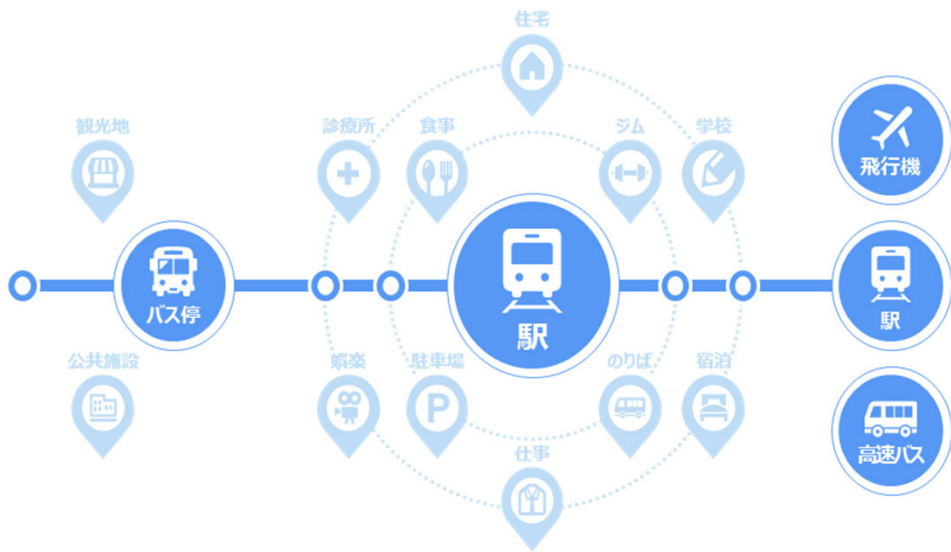 住宅
観光地
診療所
食事
ジム
学校
飛行機
バス停
駅
駅
公共施設
娯楽
駐車場
P
のりば
宿泊
高速バス
仕事